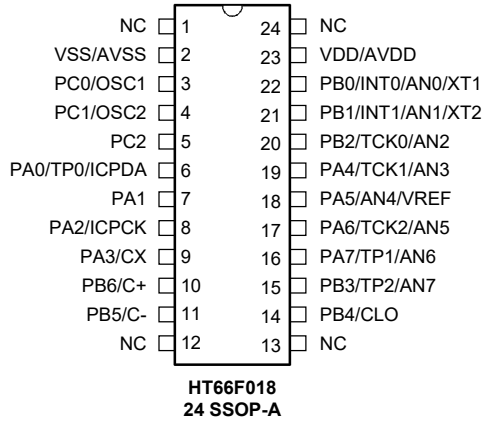 NC 1 24 NC
VSS/AVSS 2 23 VDD/AVDD
PC0/OSC1 3 22 PB0/INT0/AN0/XT1
PC1/OSC2 4 21 PB1/INT1/AN1/XT2
PC2 5 20 PB2/TCK0/AN2
PA0/TP0/ICPDA 6 19 PA4/TCK1/AN3
PA1 7 18 PA5/AN4/VREF
PA2/ICPCK 8 17 PA6/TCK2/AN5
PA3/CX 9 16 PA7/TP1/AN6
PB6/C+ 10 15 PB3/TP2/AN7
PB5/C- 11 14 PB4/CLO
NC 12 13 NC
HT66F018
24 SSOP-A